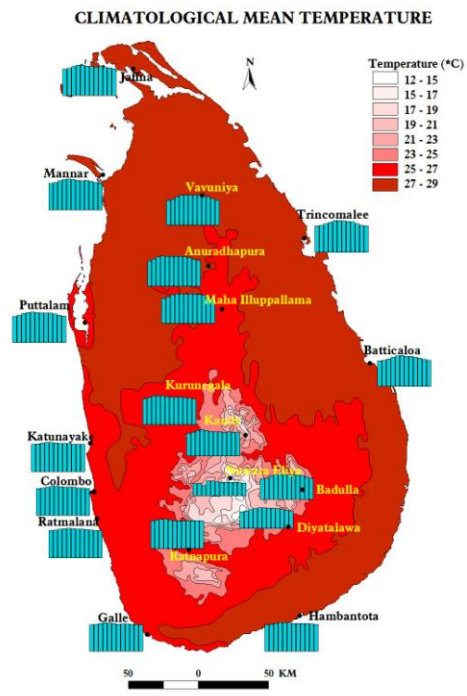 CLIMATOLOGICAL MEAN TEMPERATURE
Temperature (*C)
12 - 15
15 - 17
17 - 19
19 - 21
21 - 23
23 - 25
25 - 27
27 - 29
N
Jaffna
Mannar
Vavuniya
Trincomalee
Anuradhapura
Maha Illuppallama
Puttalam
Batticaloa
Kurunegala
Kandy
Katunayake
Nuwara Eliya
Colombo
Badulla
Ratmalana
Diyatalawa
Ratnapura
Galle
Hambantota
50 0 50 KM